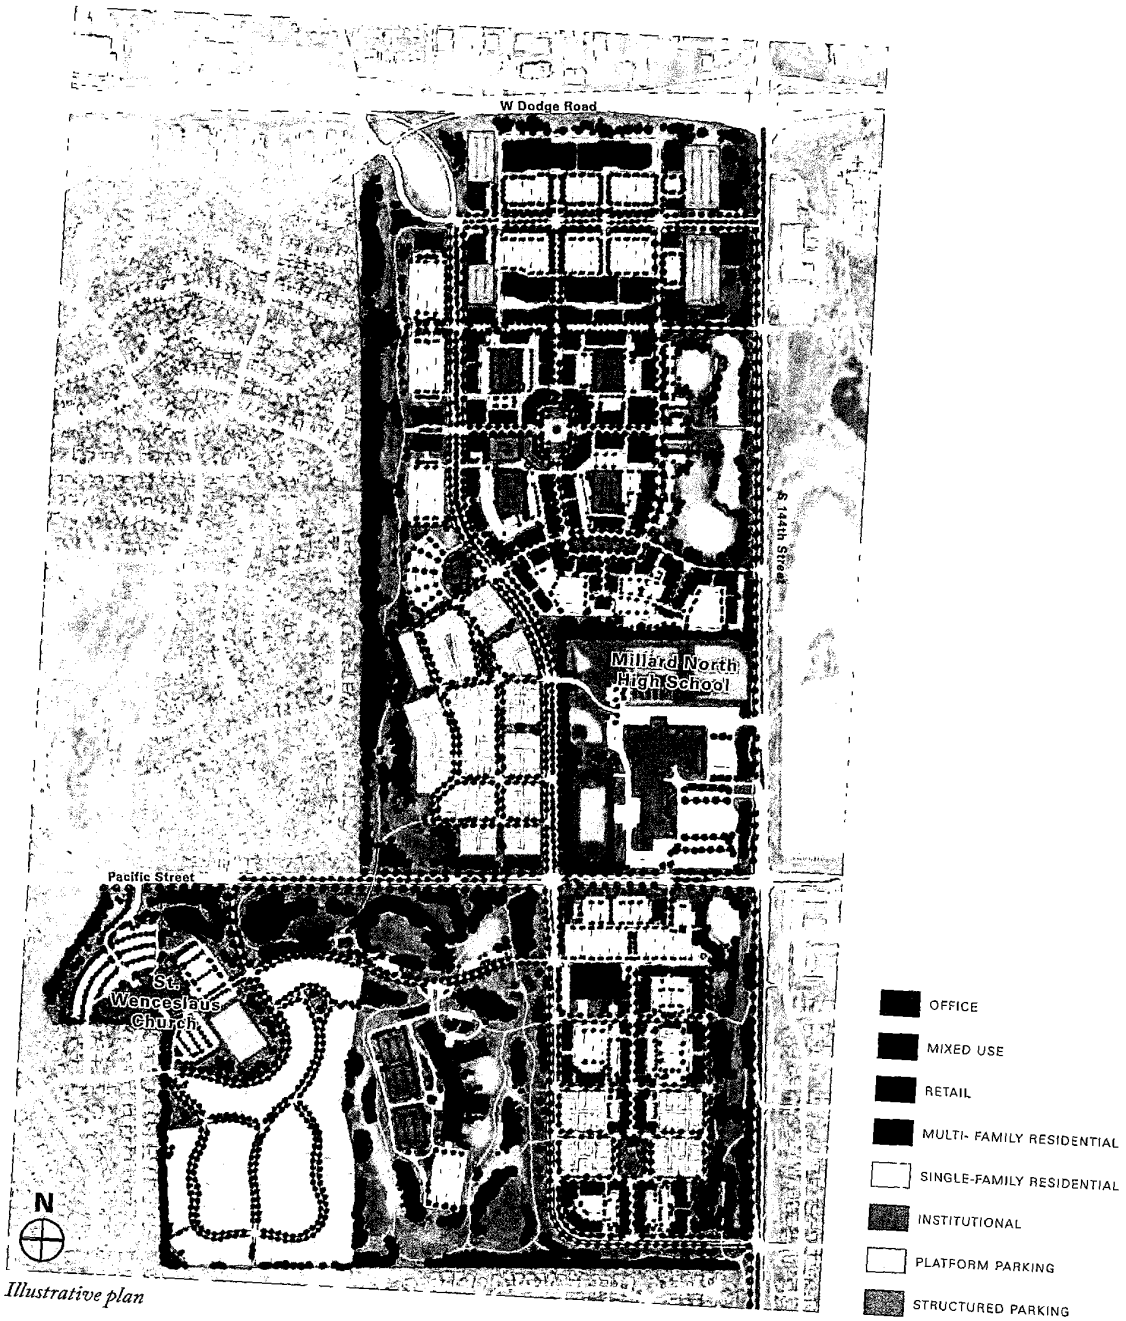 W Dodge Road
S 144th Street
Millard North
High School
Pacific Street
St.
Wenceslaus
Church
OFFICE
MIXED USE
RETAIL
MULTI- FAMILY RESIDENTIAL
SINGLE-FAMILY RESIDENTIAL
INSTITUTIONAL
PLATFORM PARKING
STRUCTURED PARKING
N
Illustrative plan